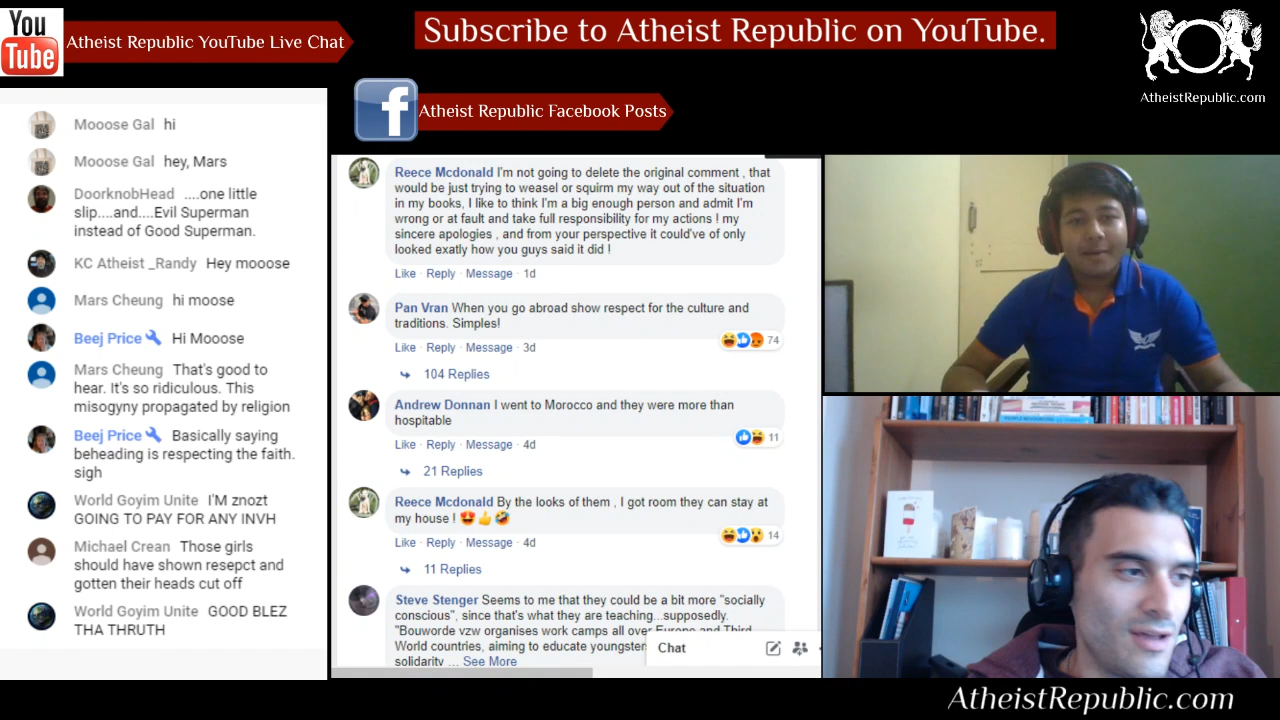 You
Tube
Atheist Republic YouTube Live Chat
Subscribe to Atheist Republic on YouTube.
AtheistRepublic.com
f
Atheist Republic Facebook Posts
Mooose Gal hi
Mooose Gal hey, Mars
DoorknobHead ....one little
slip....and....Evil Superman
instead of Good Superman.
KC Atheist _Randy Hey mooose
Mars Cheung hi moose
Beej Price Hi Mooose
Mars Cheung That's good to
hear. It's so ridiculous. This
misogyny propagated by religion
Beej Price Basically saying
beheading is respecting the faith.
sigh
World Goyim Unite I'M znozt
GOING TO PAY FOR ANY INVH
Michael Crean Those girls
should have shown resepct and
gotten their heads cut off
World Goyim Unite GOOD BLEZ
THA THRUTH
Reece Mcdonald I'm not going to delete the original comment , that
would be just trying to weasel or squirm my way out of the situation
in my books, I like to think I'm a big enough person and admit I'm
wrong or at fault and take full responsibility for my actions ! my
sincere apologies , and from your perspective it could've of only
looked exatly how you guys said it did !
Like · Reply · Message · 1d
Pan Vran When you go abroad show respect for the culture and
traditions. Simples!
74
Like · Reply · Message · 3d
104 Replies
Andrew Donnan I went to Morocco and they were more than
hospitable
11
Like · Reply · Message · 4d
21 Replies
Reece Mcdonald By the looks of them , I got room they can stay at
my house ! 😍👍🤣
14
Like · Reply · Message · 4d
11 Replies
Steve Stenger Seems to me that they could be a bit more "socially
conscious", since that's what they are teaching...supposedly.
"Bouworde vzw organises work camps all over Europe and Third
World countries, aiming to educate youngsters
solidarity ... See More
Chat
AtheistRepublic.com